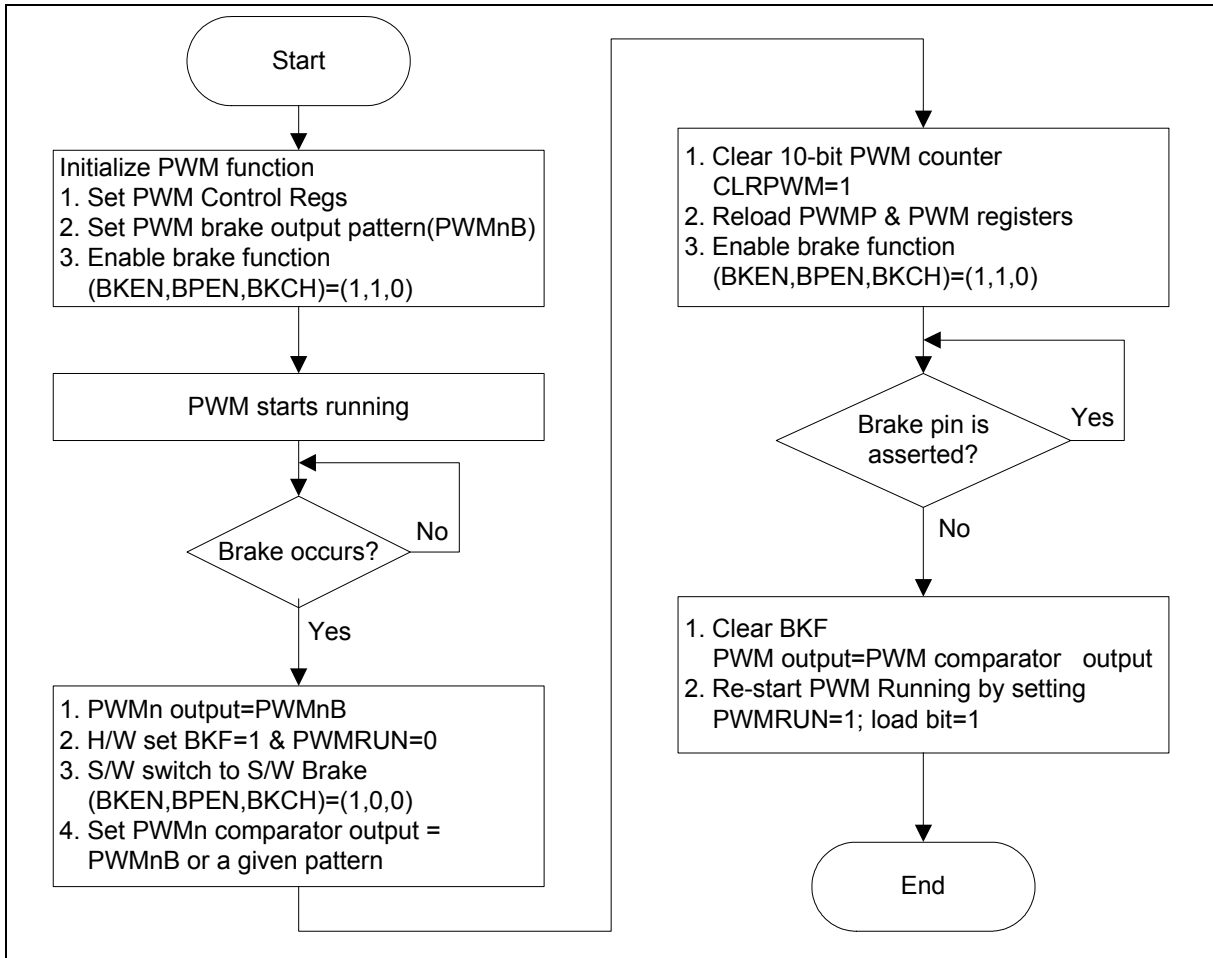 Start
Initialize PWM function
1. Set PWM Control Regs
2. Set PWM brake output pattern(PWMnB)
3. Enable brake function
(BKEN,BPEN,BKCH)=(1,1,0)
PWM starts running
Brake occurs?
No
Yes
1. PWMn output=PWMnB
2. H/W set BKF=1 & PWMRUN=0
3. S/W switch to S/W Brake
(BKEN,BPEN,BKCH)=(1,0,0)
4. Set PWMn comparator output =
PWMnB or a given pattern
1. Clear 10-bit PWM counter
CLRPWM=1
2. Reload PWMP & PWM registers
3. Enable brake function
(BKEN,BPEN,BKCH)=(1,1,0)
Brake pin is
asserted?
Yes
No
1. Clear BKF
PWM output=PWM comparator output
2. Re-start PWM Running by setting
PWMRUN=1; load bit=1
End